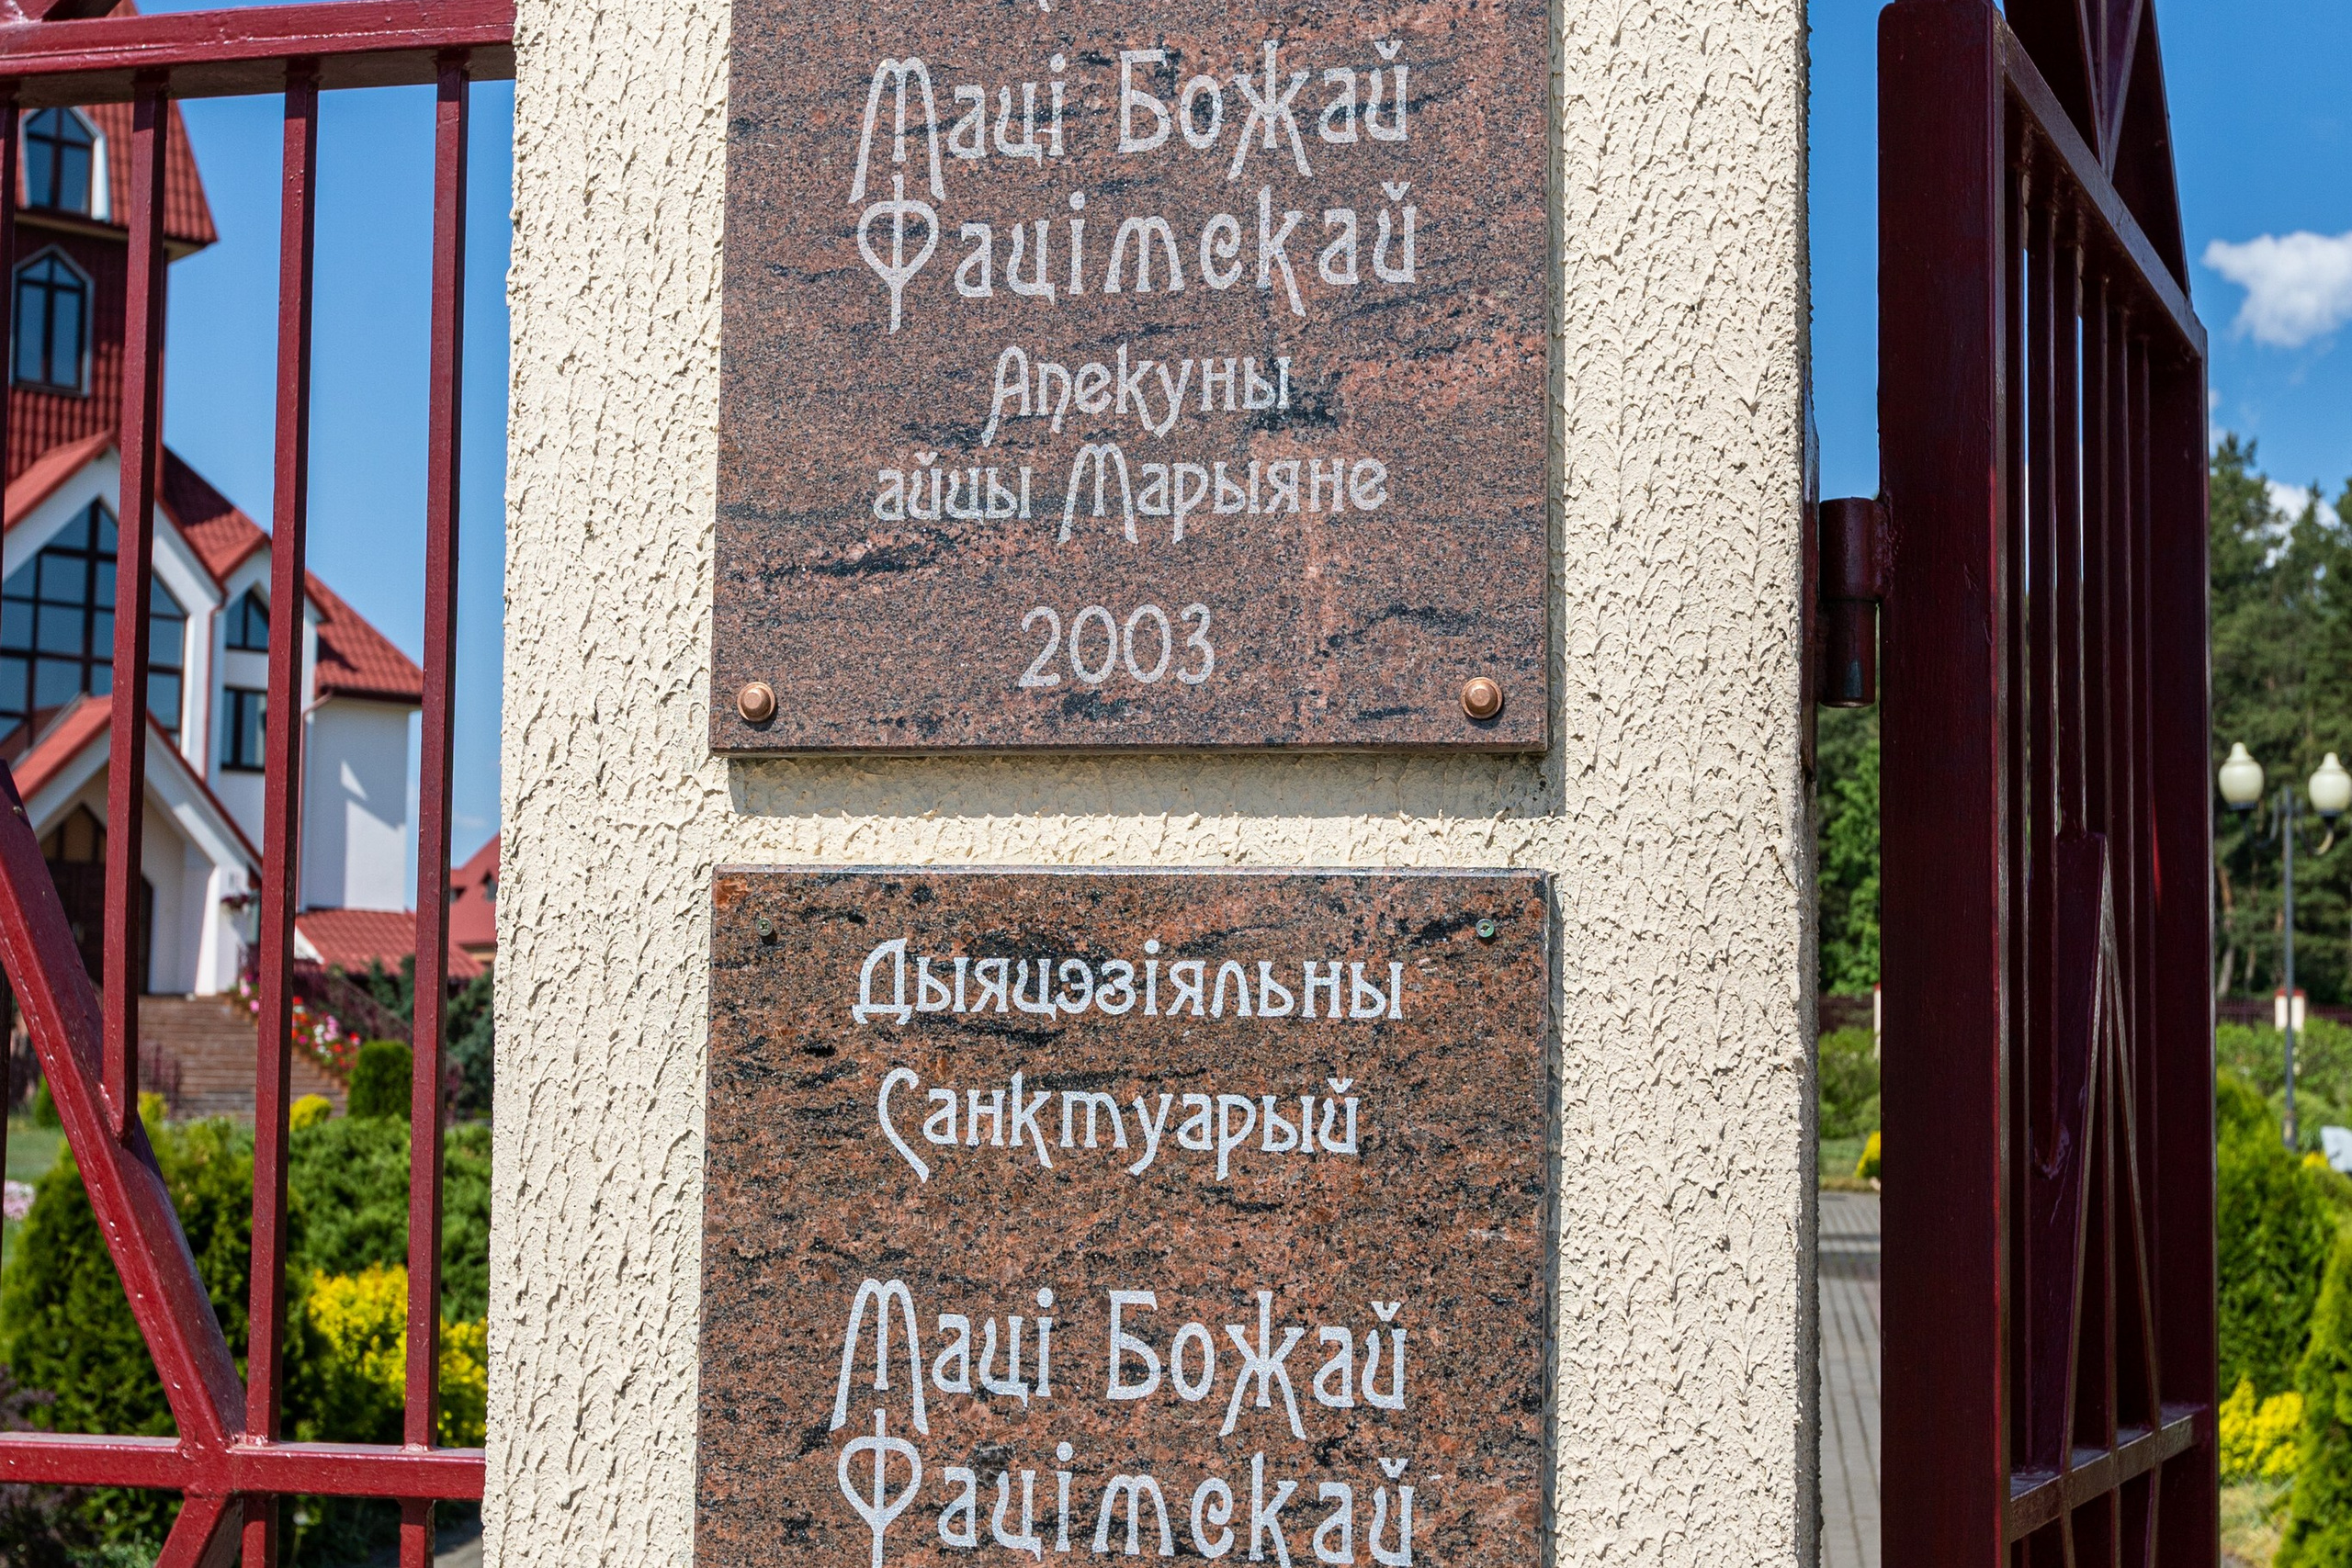 Маці Божай
Фацімскай
Апекуны
айцы Марыяне
2003
Дыяцэзіяльны
Санктуарый
Маці Божай
Фацімскай